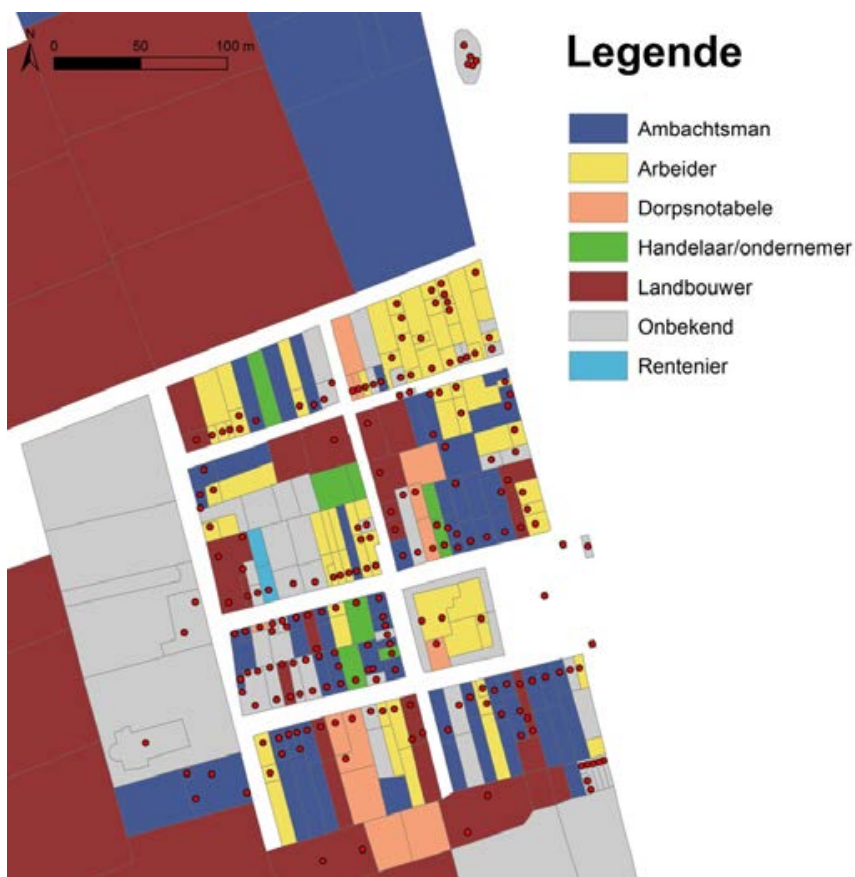 N
0 50 100 m
Legende
Ambachtsman
Arbeider
Dorpsnotabele
Handelaar/ondernemer
Landbouwer
Onbekend
Rentenier